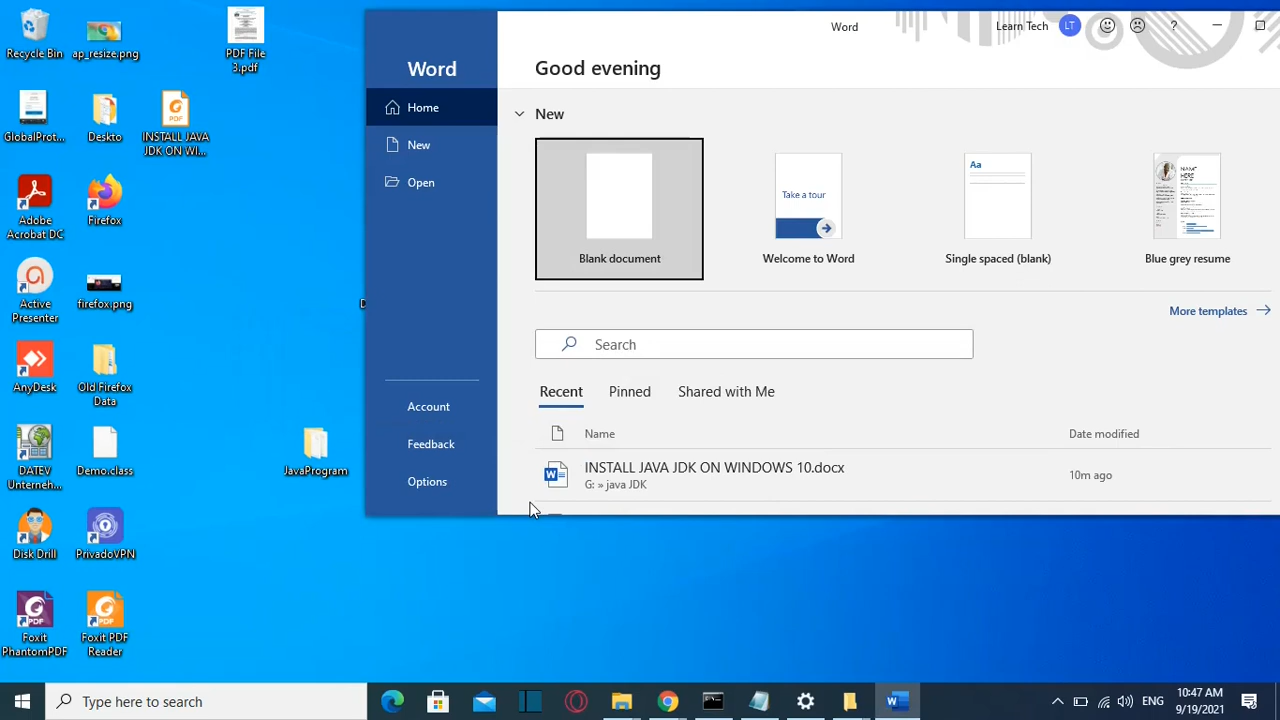 Recycle Bin
ap_resize.png
PDF File
3.pdf
GlobalProt...
Deskto
INSTALL JAVA
JDK ON WI...
Adobe
Acrobat DC
Firefox
Active
Presenter
firefox.png
AnyDesk
Old Firefox
Data
DATEV
Unterneh...
Demo.class
JavaProgram
Disk Drill
PrivadoVPN
Foxit
PhantomPDF
Foxit PDF
Reader
Word
Learn Tech
LT
?
Word
Good evening
Home
New
Open
Account
Feedback
Options
New
Blank document
Take a tour
Welcome to Word
Aa
Single spaced (blank)
NAME
HERE
Blue grey resume
More templates
Search
Recent
Pinned
Shared with Me
Name
Date modified
INSTALL JAVA JDK ON WINDOWS 10.docx
G: » java JDK
10m ago
Type here to search
ENG
10:47 AM
9/19/2021